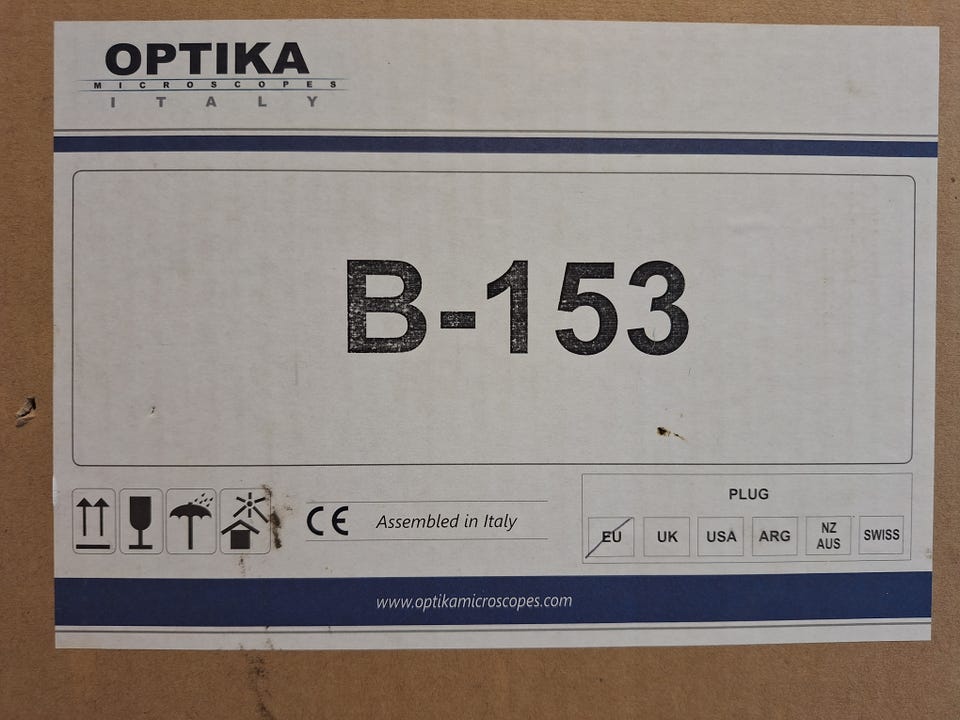 OPTIKA
MICROSCOPES
ITALY
B-153
CE Assembled in Italy
PLUG
EU UK USA ARG NZ AUS SWISS
www.optikamicroscopes.com